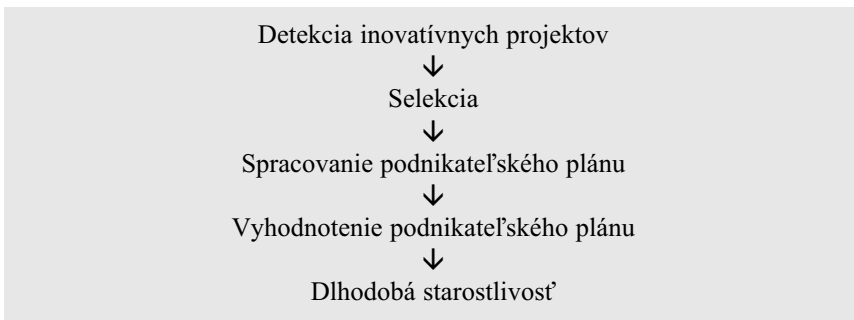 Detekcia inovatívnych projektov
↓
Selekcia
↓
Spracovanie podnikateľského plánu
↓
Vyhodnotenie podnikateľského plánu
↓
Dlhodobá starostlivosť